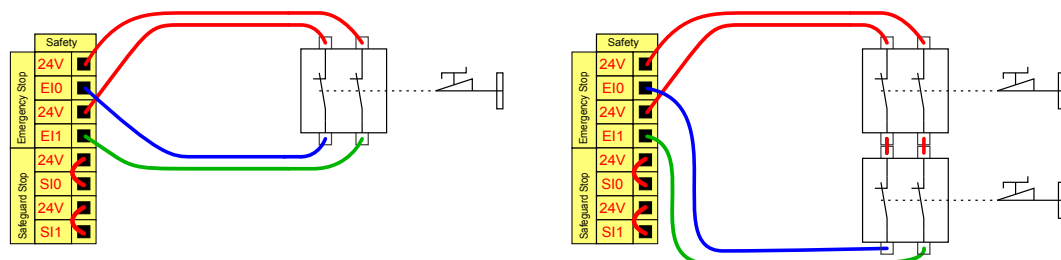 Safety
Emergency Stop
24V
EI0
24V
EI1
Safeguard Stop
24V
SI0
24V
SI1
Safety
Emergency Stop
24V
EI0
24V
EI1
Safeguard Stop
24V
SI0
24V
SI1